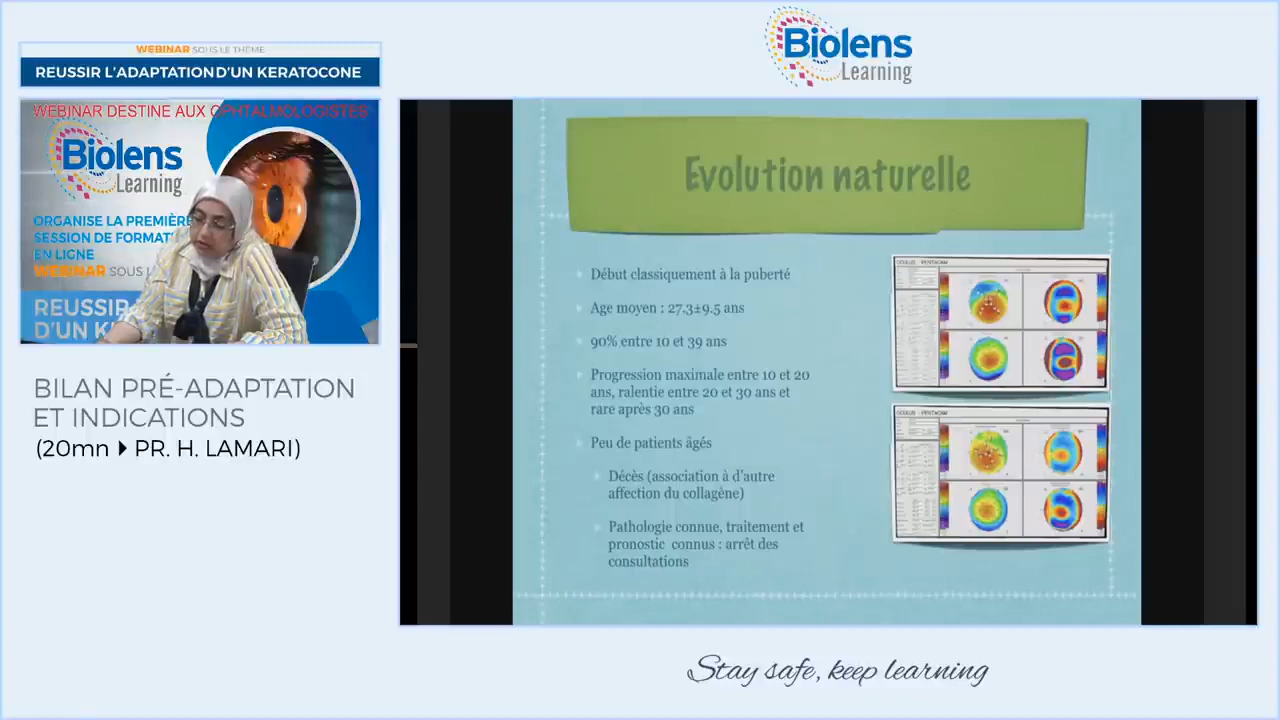 WEBINAR SOUS LE THÈME
REUSSIR L'ADAPTATION D'UN KERATOCONE
WEBINAR DESTINE AUX OPHTALMOLOGISTES
Biolens
Learning
ORGANISE LA PREMIÈRE
SESSION DE FORMAT
EN LIGNE
WEBINAR SOUS L
REUSSIR
D'UN K
BILAN PRÉ-ADAPTATION
ET INDICATIONS
(20mn PR. H. LAMARI)
Biolens
Learning
Evolution naturelle
Début classiquement à la puberté
Age moyen : 27.3±9.5 ans
90% entre 10 et 39 ans
Progression maximale entre 10 et 20
ans, ralentie entre 20 et 30 ans et
rare après 30 ans
Peu de patients âgés
Décès (association à d'autre
affection du collagène)
Pathologie connue, traitement et
pronostic connus : arrêt des
consultations
OCULUS - PENTACAM
OCULUS - PENTACAM
Stay safe, keep learning